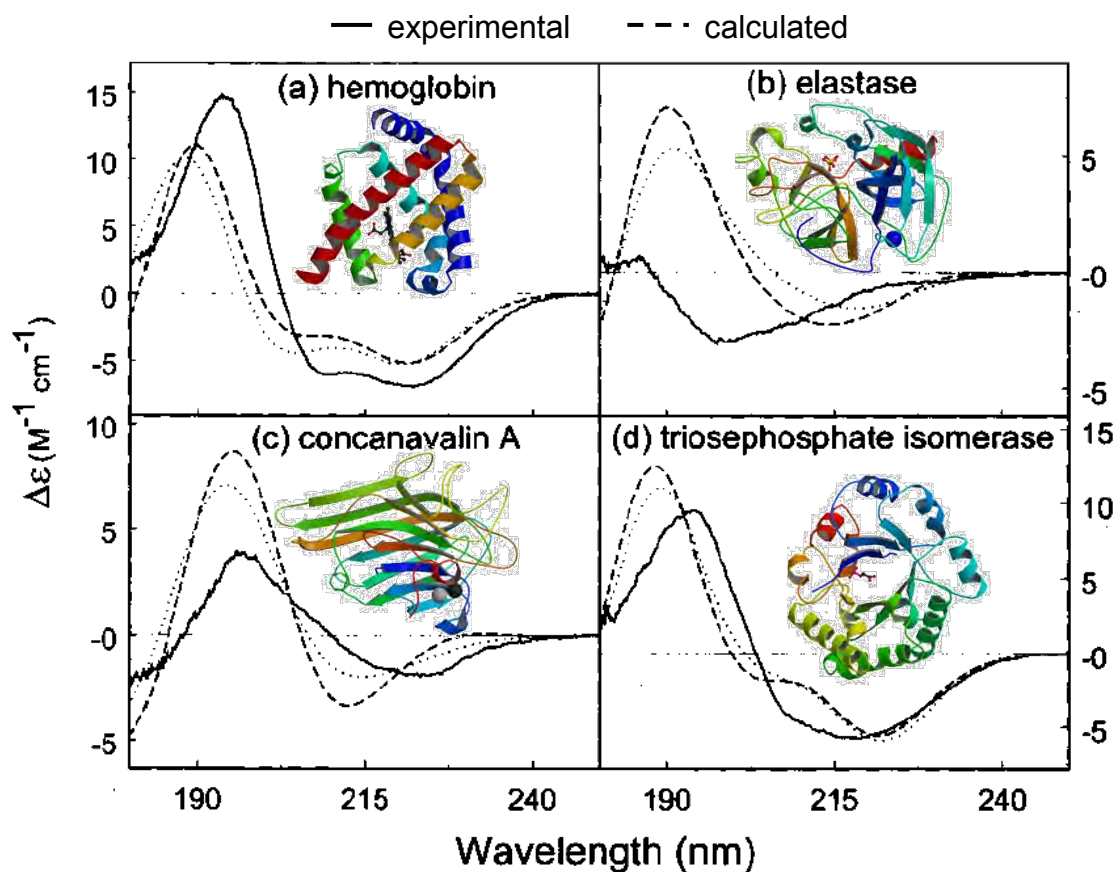 experimental calculated
(a) hemoglobin
(b) elastase
15
10
5
0
-5
5
-0
-5
(c) concanavalin A
(d) triosephosphate isomerase
10
5
-0
-5
15
10
5
-0
-5
190 215 240 190 215 240
Δε(M⁻¹ cm⁻¹)
Wavelength (nm)